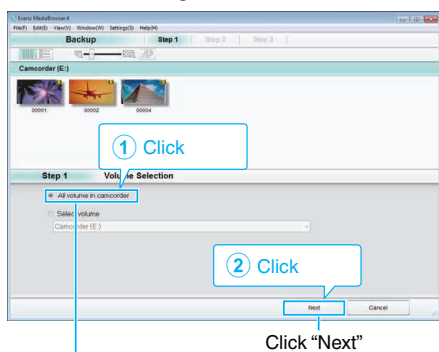 Everio MediaBrowser 4
File(F) Edit(E) View(V) Window(W) Settings(S) Help(H)
Backup Step 1 Step 2 Step 3
Camcorder (E:)
00001 00002 00004
1 Click
Step 1 Volume Selection
All volume in camcorder
Select volume
Camcorder (E:)
2 Click
Next Cancel
Click “Next”